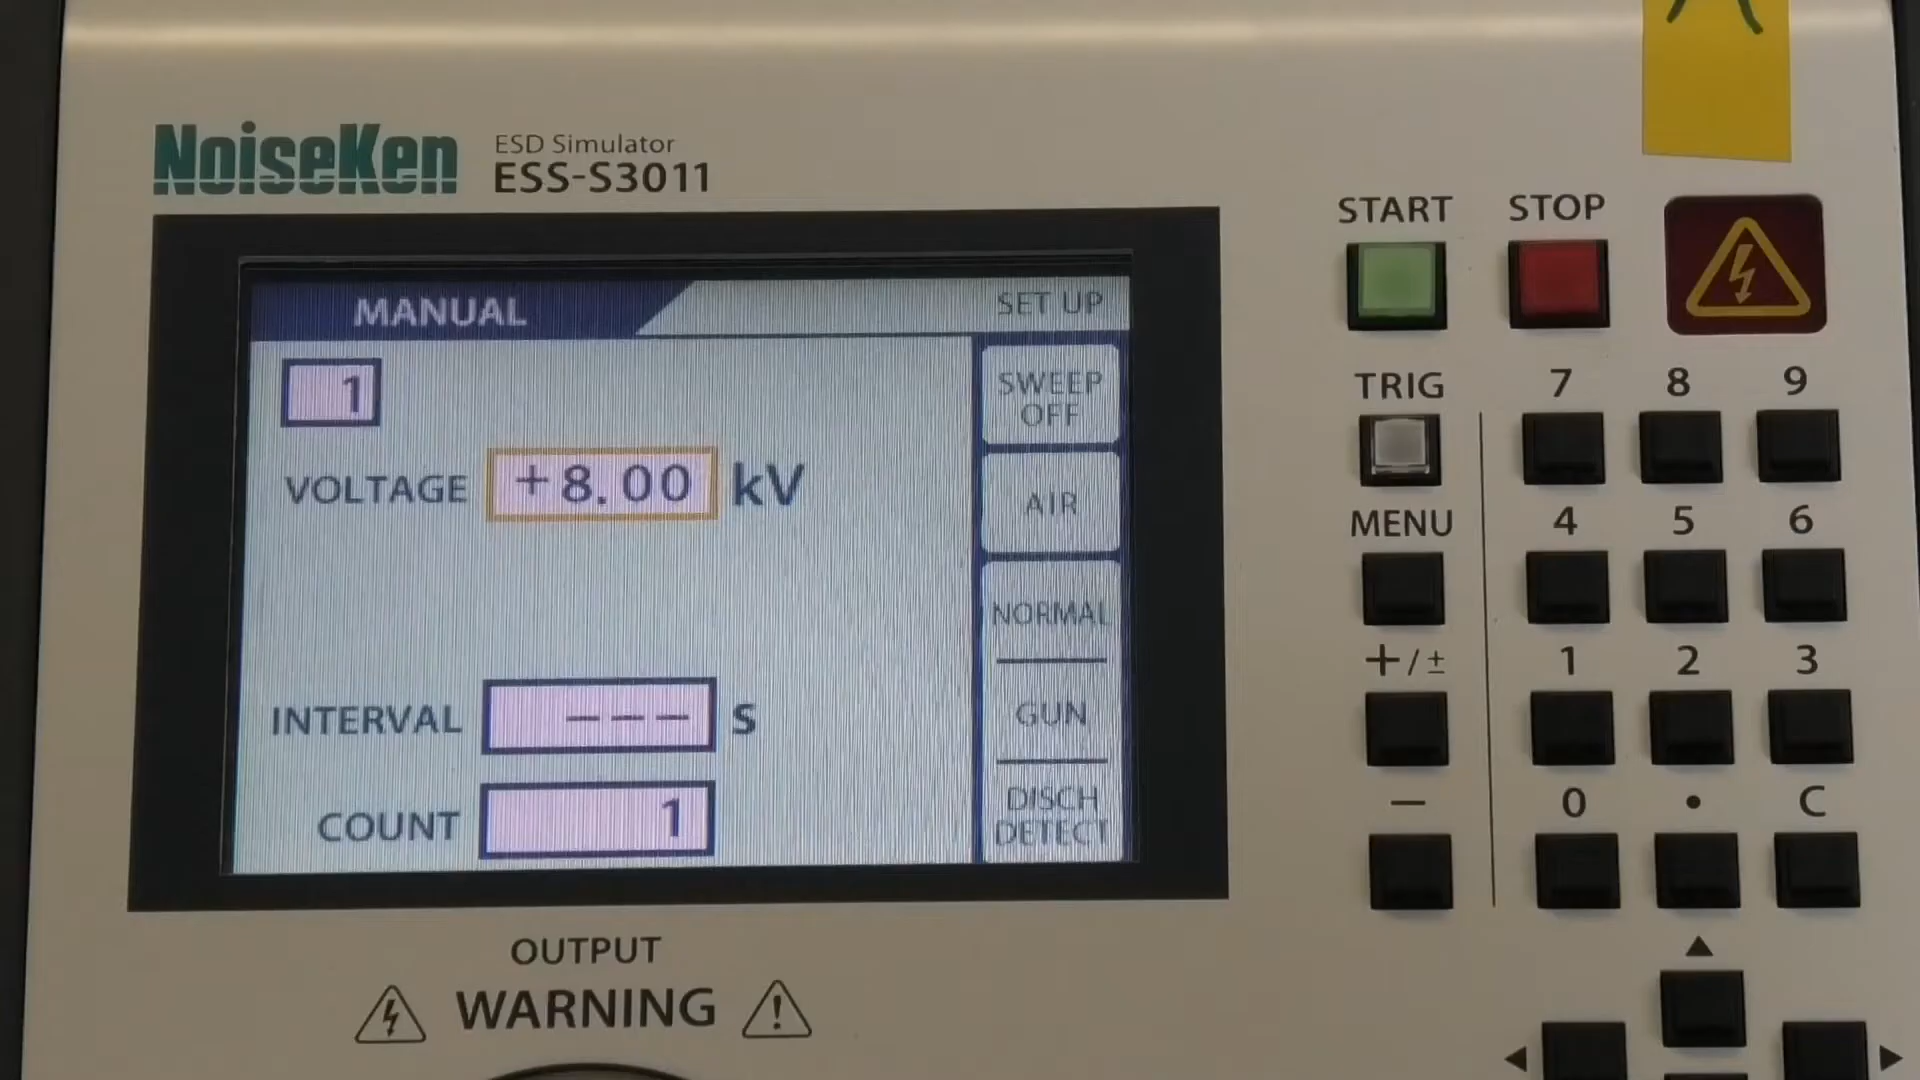 NoiseKen
ESD Simulator
ESS-S3011
MANUAL
SET UP
1
VOLTAGE +8.00 kV
INTERVAL --- S
COUNT 1
SWEEP
OFF
AIR
NORMAL
GUN
DISCH
DETECT
OUTPUT
WARNING
START STOP
TRIG 7 8 9
MENU 4 5 6
+/± 1 2 3
− 0 • C